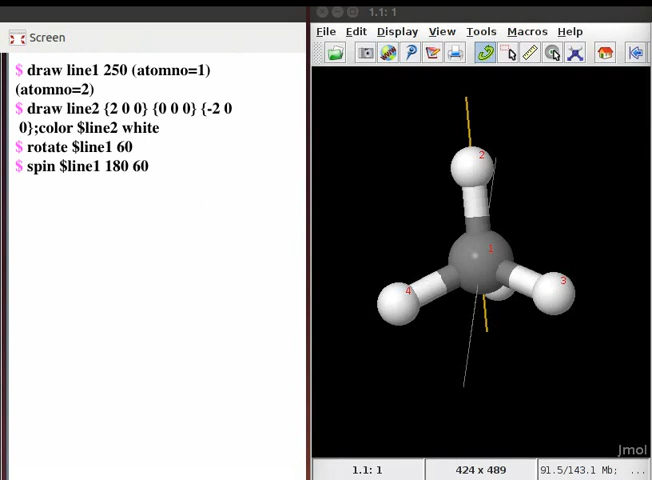 1.1: 1
Screen
File Edit Display View Tools Macros Help
$ draw line1 250 (atomno=1)
(atomno=2)
$ draw line2 {2 0 0} {0 0 0} {-2 0
0};color $line2 white
$ rotate $line1 60
$ spin $line1 180 60
2
1
3
4
Jmol
1.1: 1
424 x 489
91.5/143.1 Mb; ...